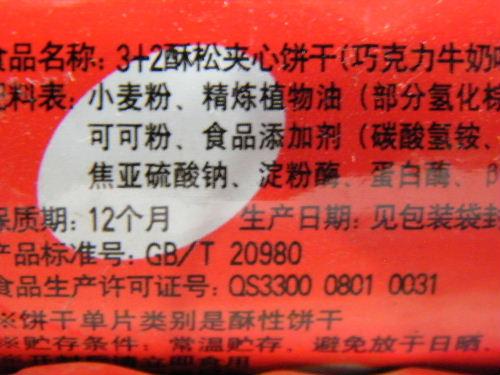 食品名称: 3+2酥松夹心饼干(巧克力牛奶
配料表: 小麦粉、精炼植物油 (部分氢化棕
可可粉、食品添加剂 (碳酸氢铵、
焦亚硫酸钠、淀粉酶、蛋白酶、β
保质期: 12个月 生产日期: 见包装袋封
产品标准号: GB/T 20980
食品生产许可证号: QS3300 0801 0031
※饼干单片类别是酥性饼干
※贮存条件: 常温贮存, 避免放于日晒、